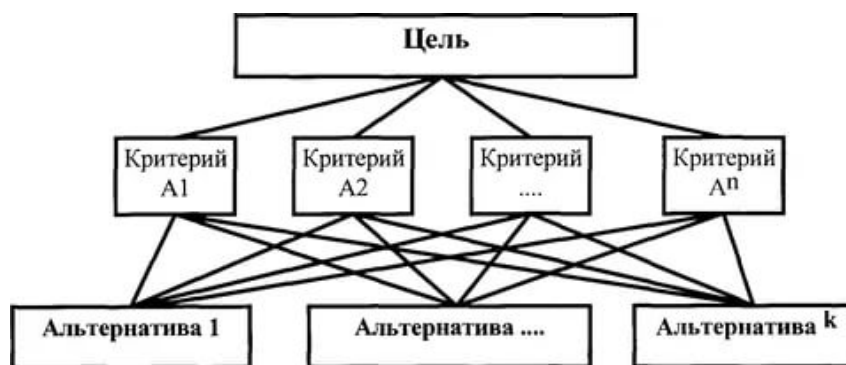 Цель
Критерий
А1
Критерий
А2
Критерий
....
Критерий
Аn
Альтернатива 1
Альтернатива ....
Альтернатива k